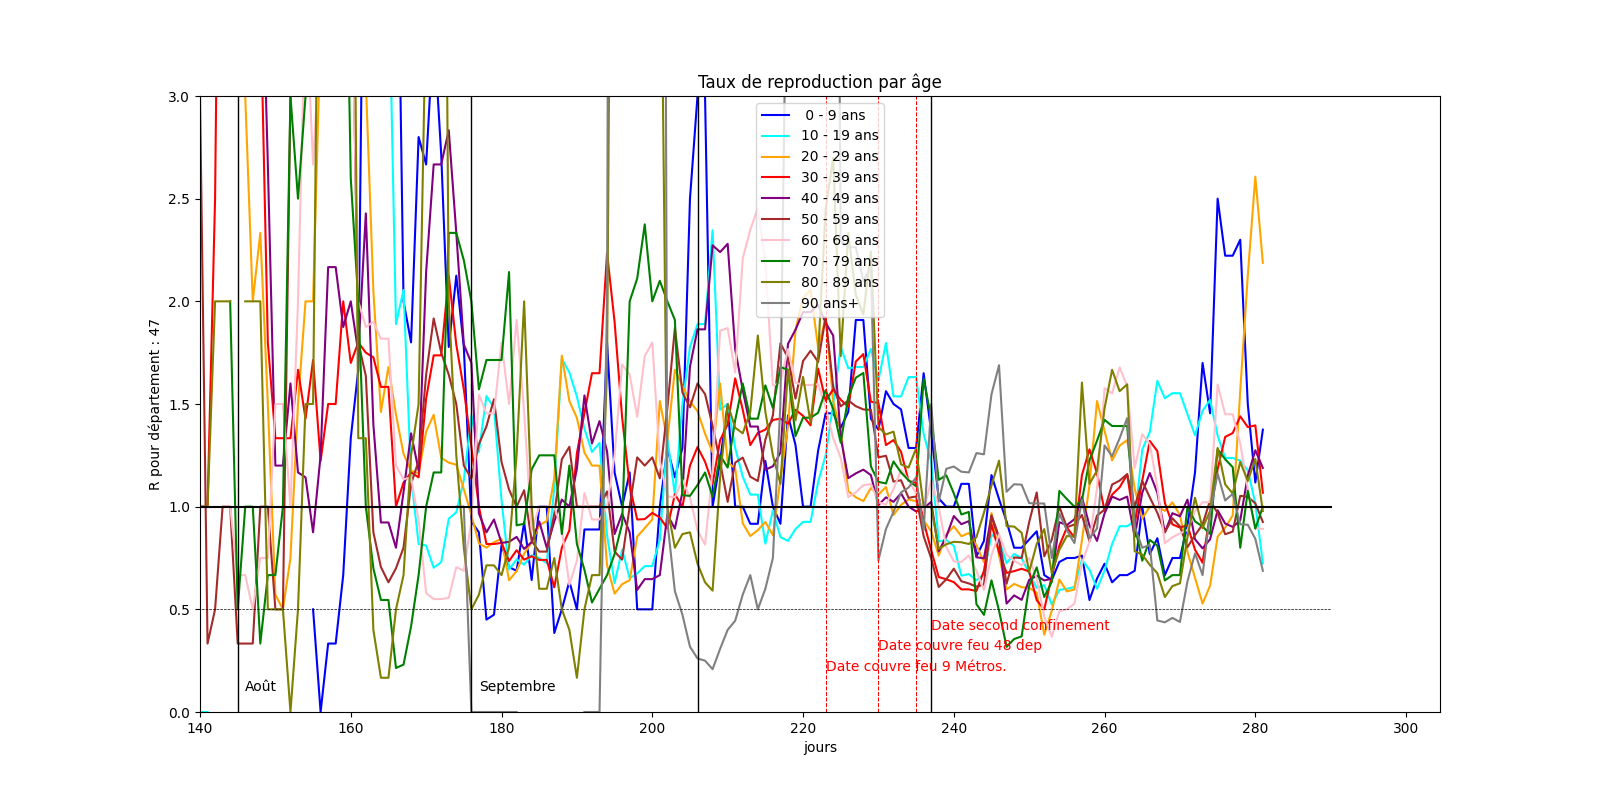 Taux de reproduction par âge
3.0
2.5
2.0
1.5
1.0
0.5
0.0
R pour département : 47
0 - 9 ans
10 - 19 ans
20 - 29 ans
30 - 39 ans
40 - 49 ans
50 - 59 ans
60 - 69 ans
70 - 79 ans
80 - 89 ans
90 ans+
Date second confinement
Date couvre feu 48 dep
Date couvre feu 9 Métros.
Août
Septembre
140 160 180 200 220 240 260 280 300
jours